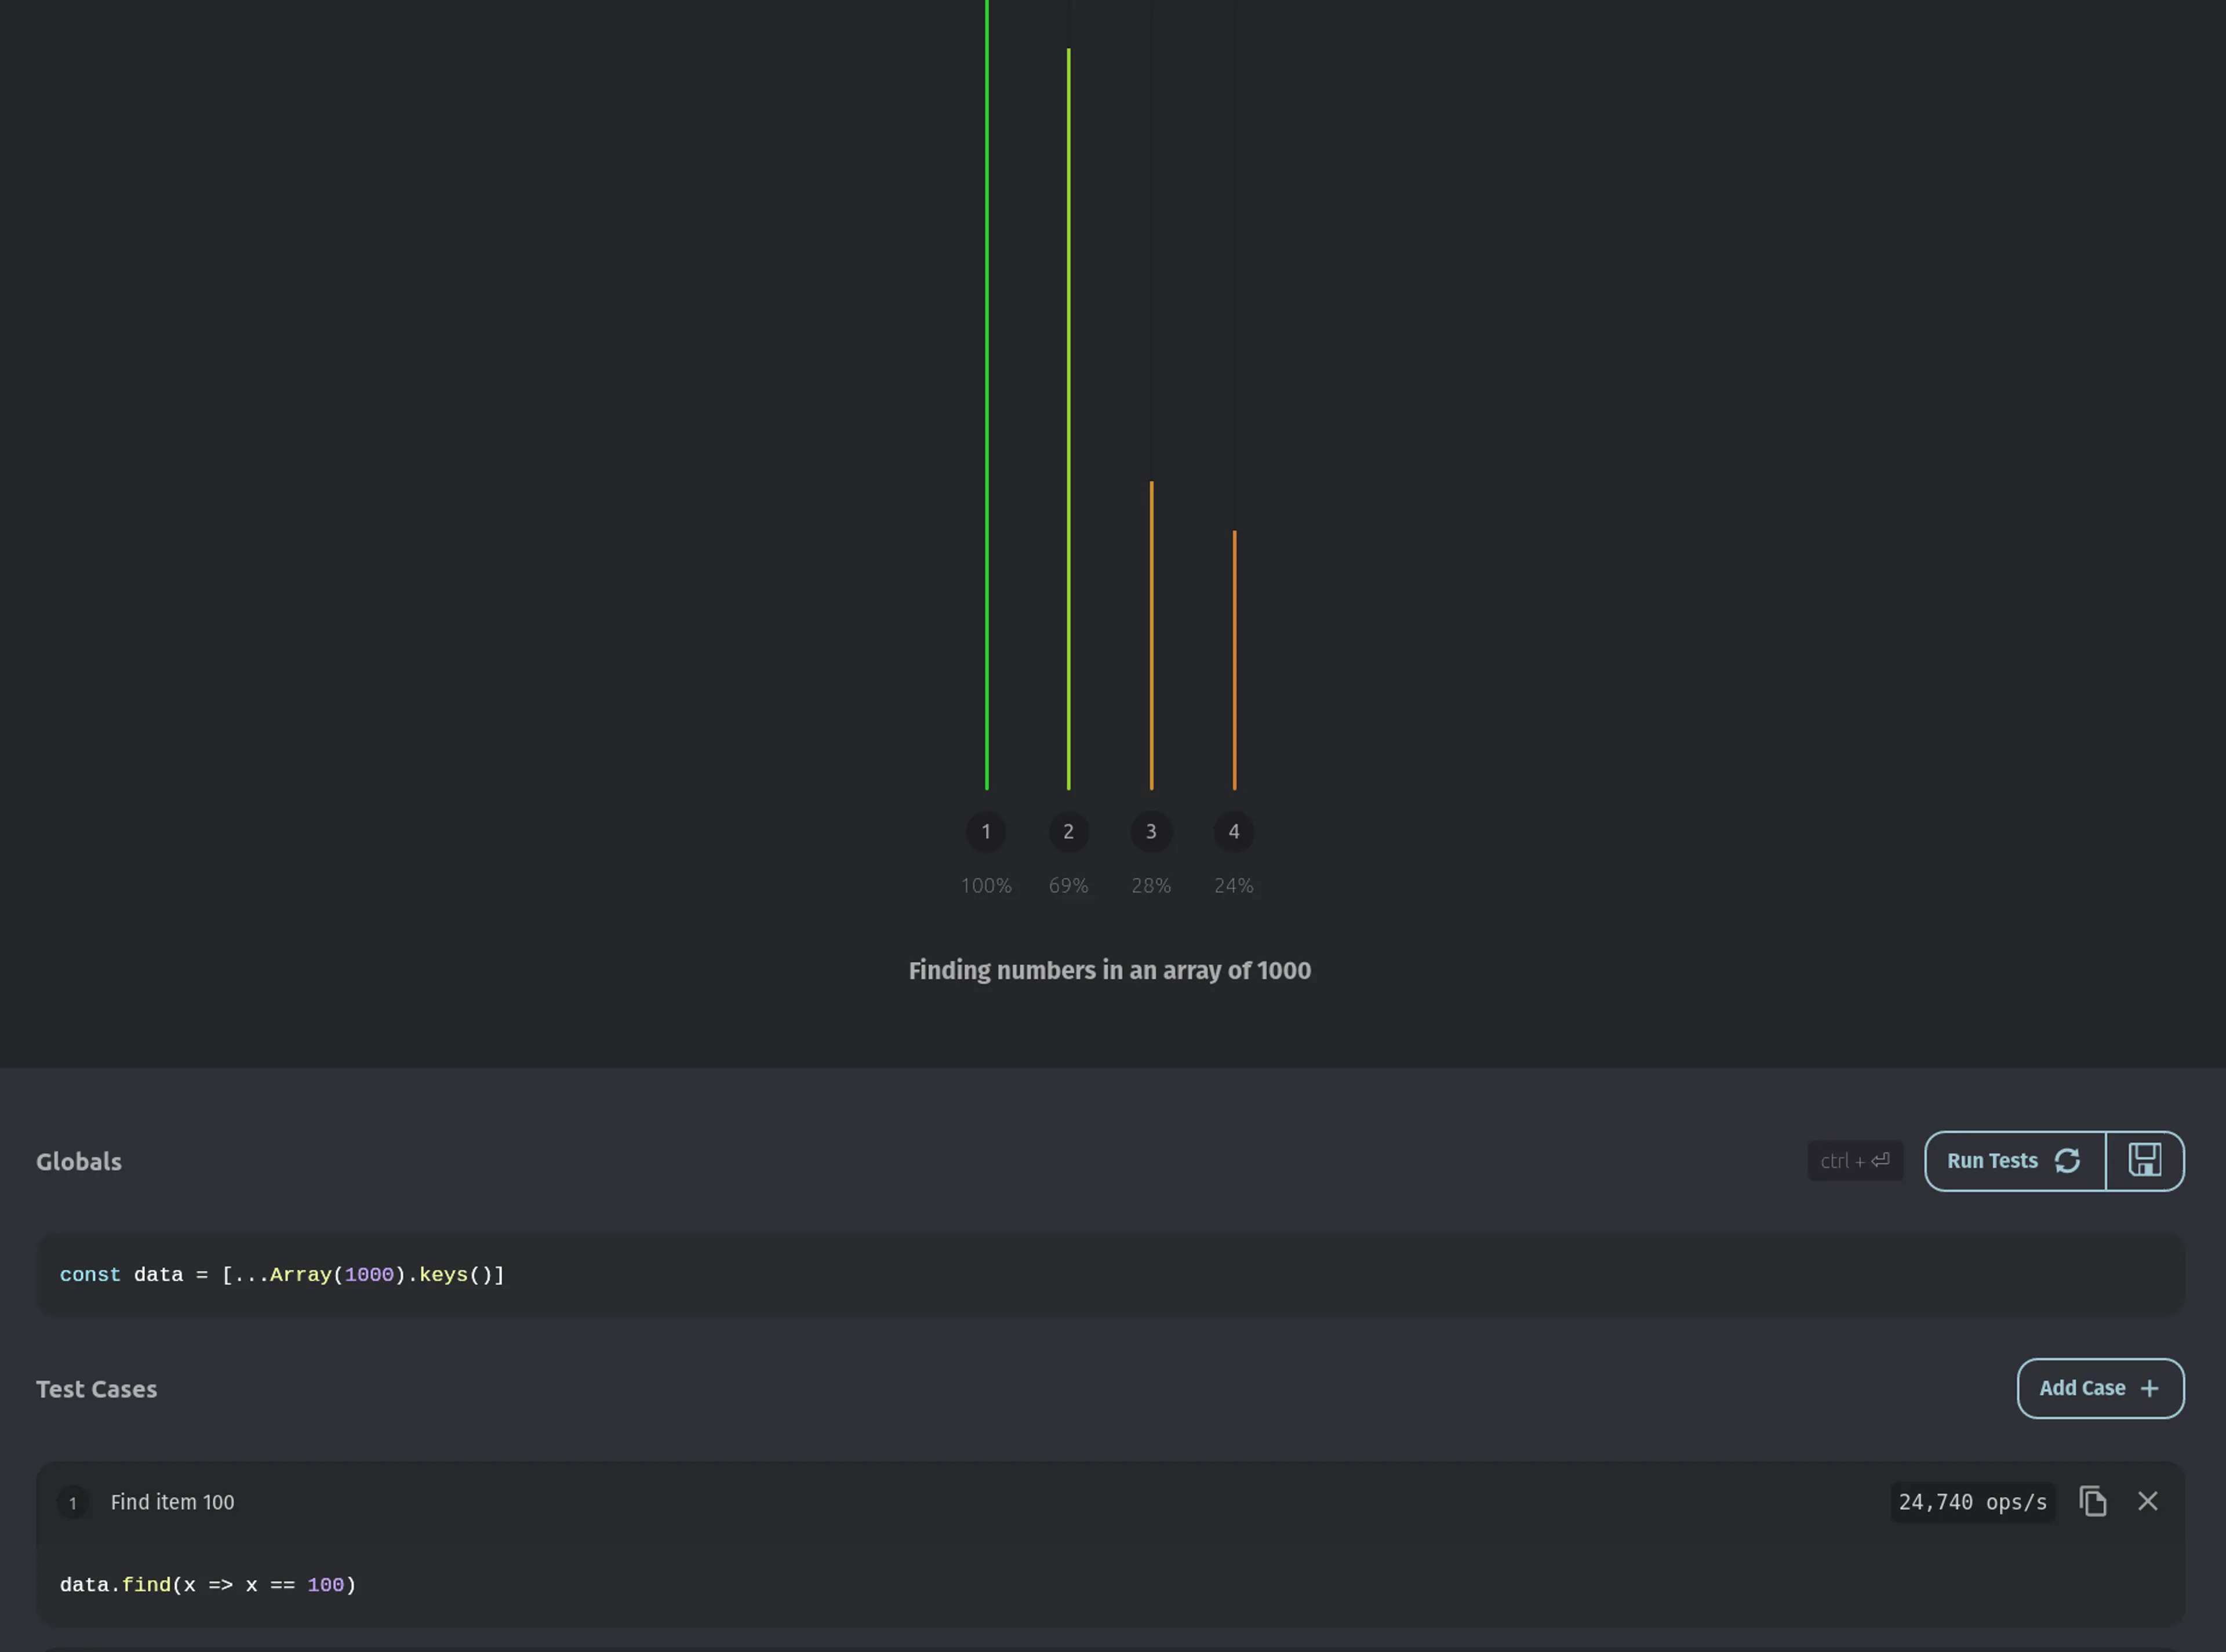 1 2 3 4
100% 69% 28% 24%
Finding numbers in an array of 1000
Globals
ctrl + ⏎ Run Tests
const data = [...Array(1000).keys()]
Test Cases
Add Case +
1 Find item 100 24,740 ops/s
data.find(x => x == 100)